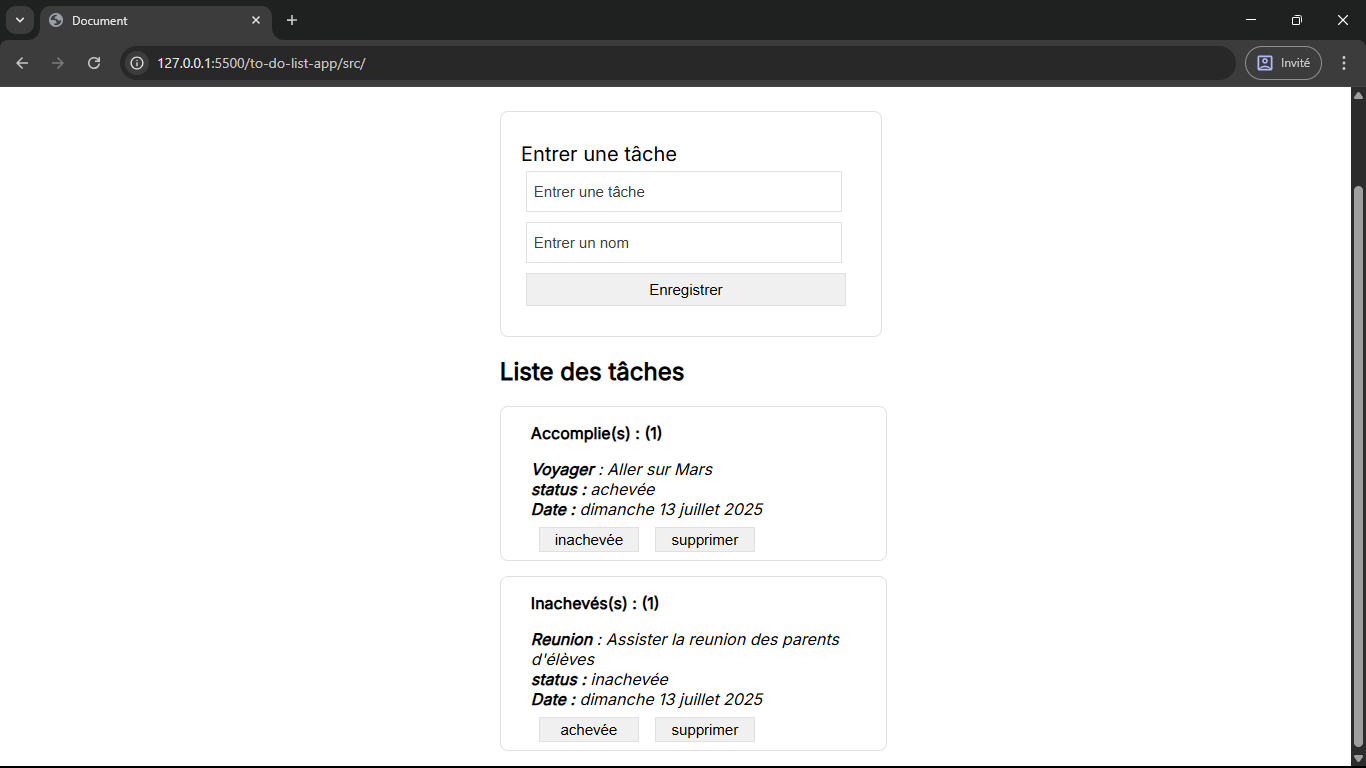 Document
127.0.0.1:5500/to-do-list-app/src/
Invité
Entrer une tâche
Entrer une tâche
Entrer un nom
Enregistrer
Liste des tâches
Accomplie(s) : (1)
Voyager : Aller sur Mars
status : achevée
Date : dimanche 13 juillet 2025
inachevée supprimer
Inachevés(s) : (1)
Reunion : Assister la reunion des parents
d'élèves
status : inachevée
Date : dimanche 13 juillet 2025
achevée supprimer